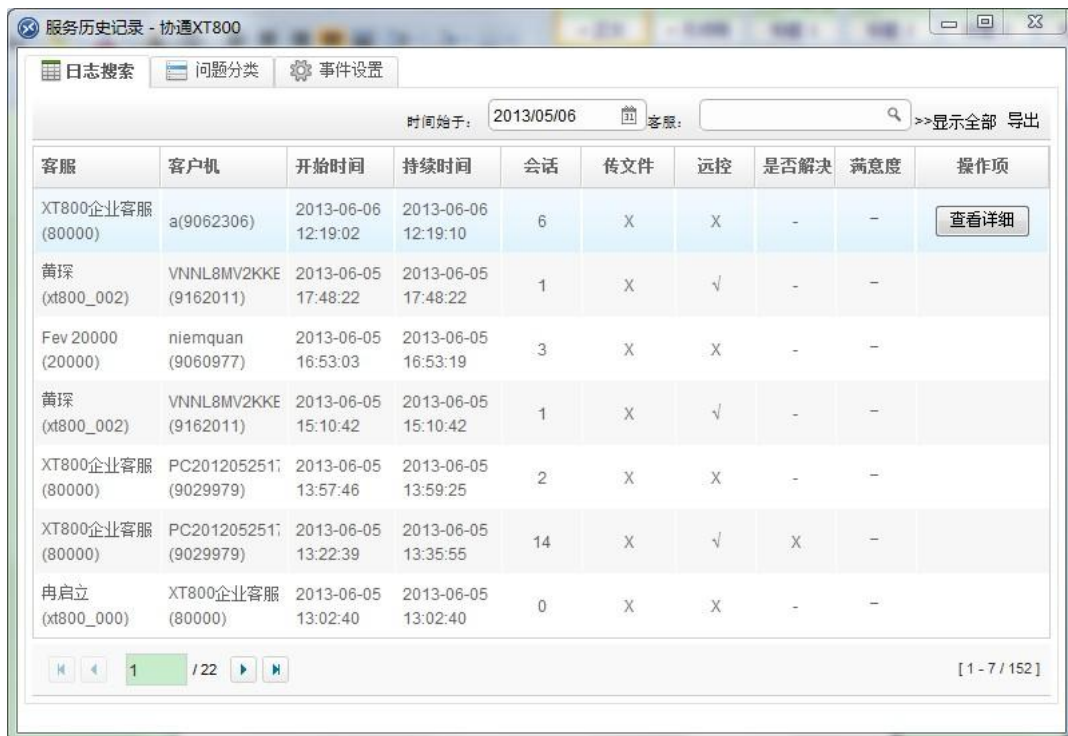 服务历史记录 - 协通XT800
日志搜索 问题分类 事件设置
时间始于： 2013/05/06 31 客服： >>显示全部 导出
客服 客户机 开始时间 持续时间 会话 传文件 远控 是否解决 满意度 操作项
XT800企业客服 a(9062306) 2013-06-06 2013-06-06 6 X X - - 查看详细
(80000) 12:19:02 12:19:10
黄琛 VNNL8MV2KKE 2013-06-05 2013-06-05 1 X √ - -
(xt800_002) (9162011) 17:48:22 17:48:22
Fev 20000 niemquan 2013-06-05 2013-06-05 3 X X - -
(20000) (9060977) 16:53:03 16:53:19
黄琛 VNNL8MV2KKE 2013-06-05 2013-06-05 1 X √ - -
(xt800_002) (9162011) 15:10:42 15:10:42
XT800企业客服 PC2012052517 2013-06-05 2013-06-05 2 X X - -
(80000) (9029979) 13:57:46 13:59:25
XT800企业客服 PC2012052517 2013-06-05 2013-06-05 14 X √ X -
(80000) (9029979) 13:22:39 13:35:55
冉启立 XT800企业客服 2013-06-05 2013-06-05 0 X X - -
(xt800_000) (80000) 13:02:40 13:02:40
1 / 22 [ 1 - 7 / 152 ]